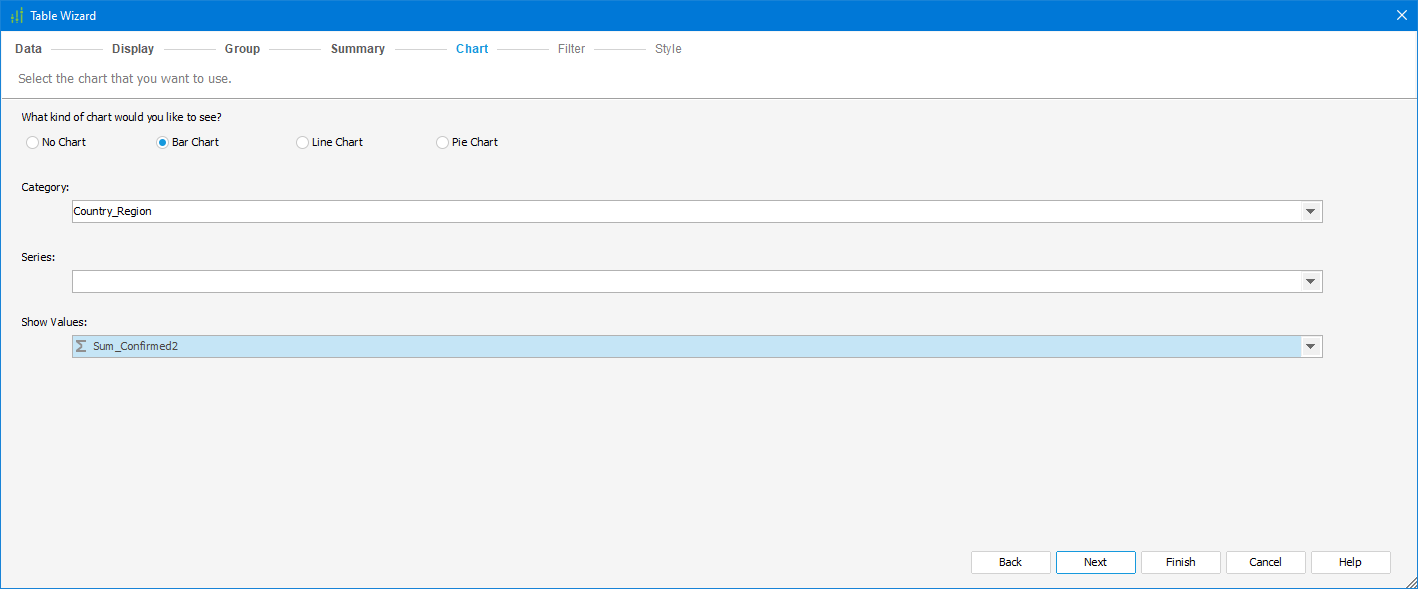 Table Wizard
Data Display Group Summary Chart Filter Style
Select the chart that you want to use.
What kind of chart would you like to see?
No Chart Bar Chart Line Chart Pie Chart
Category:
Country_Region
Series:
Show Values:
Σ Sum_Confirmed2
Back Next Finish Cancel Help